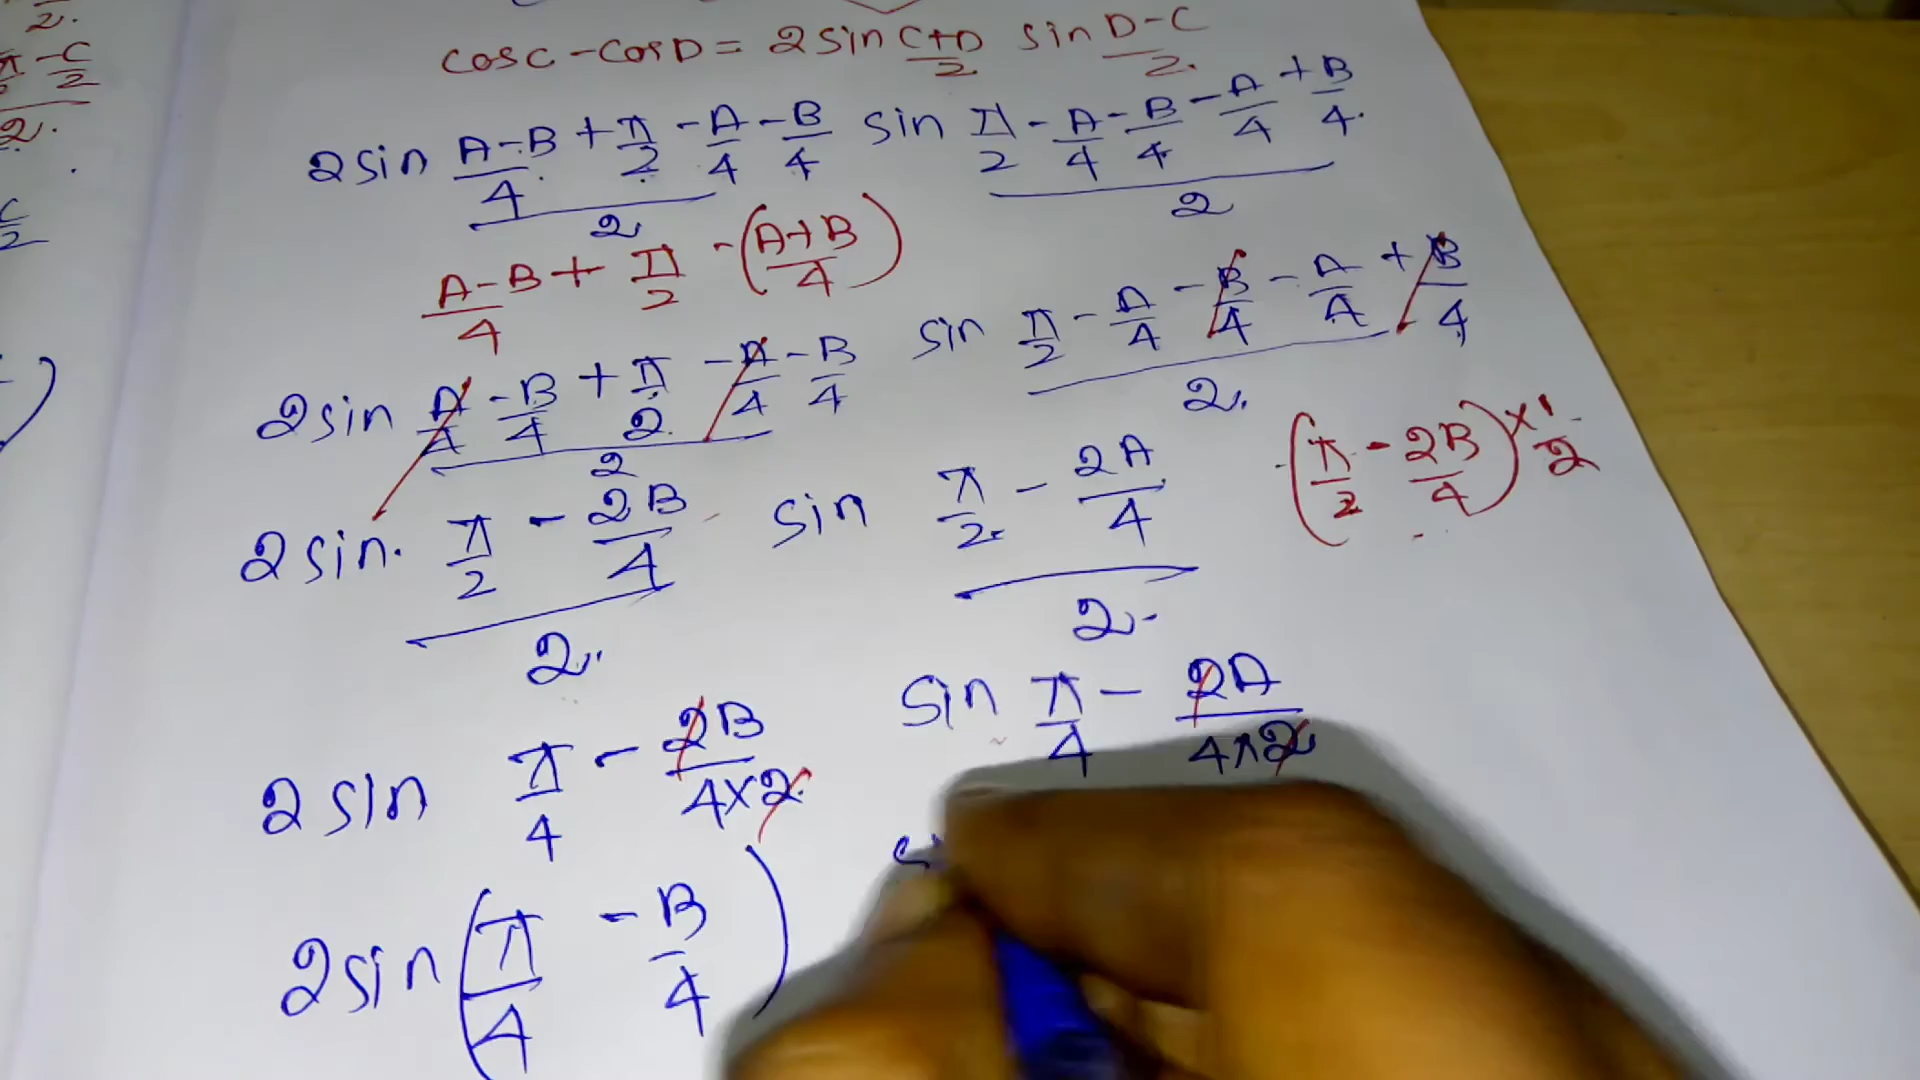 cosC - cosD = 2 sin C+D/2 sin D-C/2.
2 sin A-B/4 + π/2 - A/4 - B/4 / 2 sin π/2 - A/4 - B/4 - A/4 + B/4. / 2
A-B/4 + π/2 - (A+B/4)
2 sin A/4 - B/4 + π/2 - A/4 - B/4 / 2 sin π/2 - A/4 - B/4 - A/4 + B/4 / 2.
2 sin. π/2 - 2B/4 / 2. sin π/2 - 2A/4 / 2. (π/2 - 2B/4) × 1/2
2 sin π/4 - 2B/4×2 sin π/4 - 2A/4×2
2 sin (π/4 - B/4)